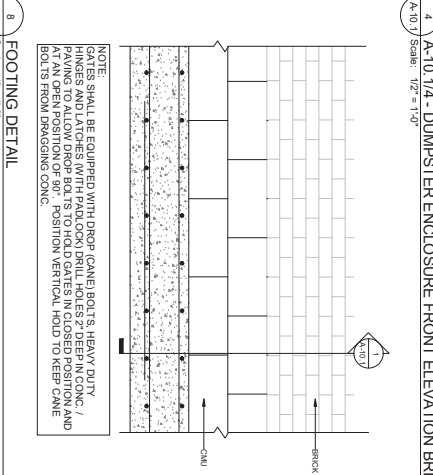 4
A-10.1
A-10.1/4 - DUMPSTER ENCLOSURE FRONT ELEVATION
Scale: 1/2" = 1'-0"
1
A-10.1
BRICK
CMU
NOTE:
GATES SHALL BE EQUIPPED WITH DROP (CANE) BOLTS, HEAVY DUTY
HINGES AND LATCHES (WITH PADLOCK) DRILL HOLES 2" DEEP IN CONC. /
PAVING TO ALLOW DROP BOLTS TO HOLD GATES IN CLOSED POSITION AND
AT AN OPEN POSITION OF 90°. POSITION VERTICAL HOLD TO KEEP CANE
BOLTS FROM DRAGGING CONC.
8
FOOTING DETAIL